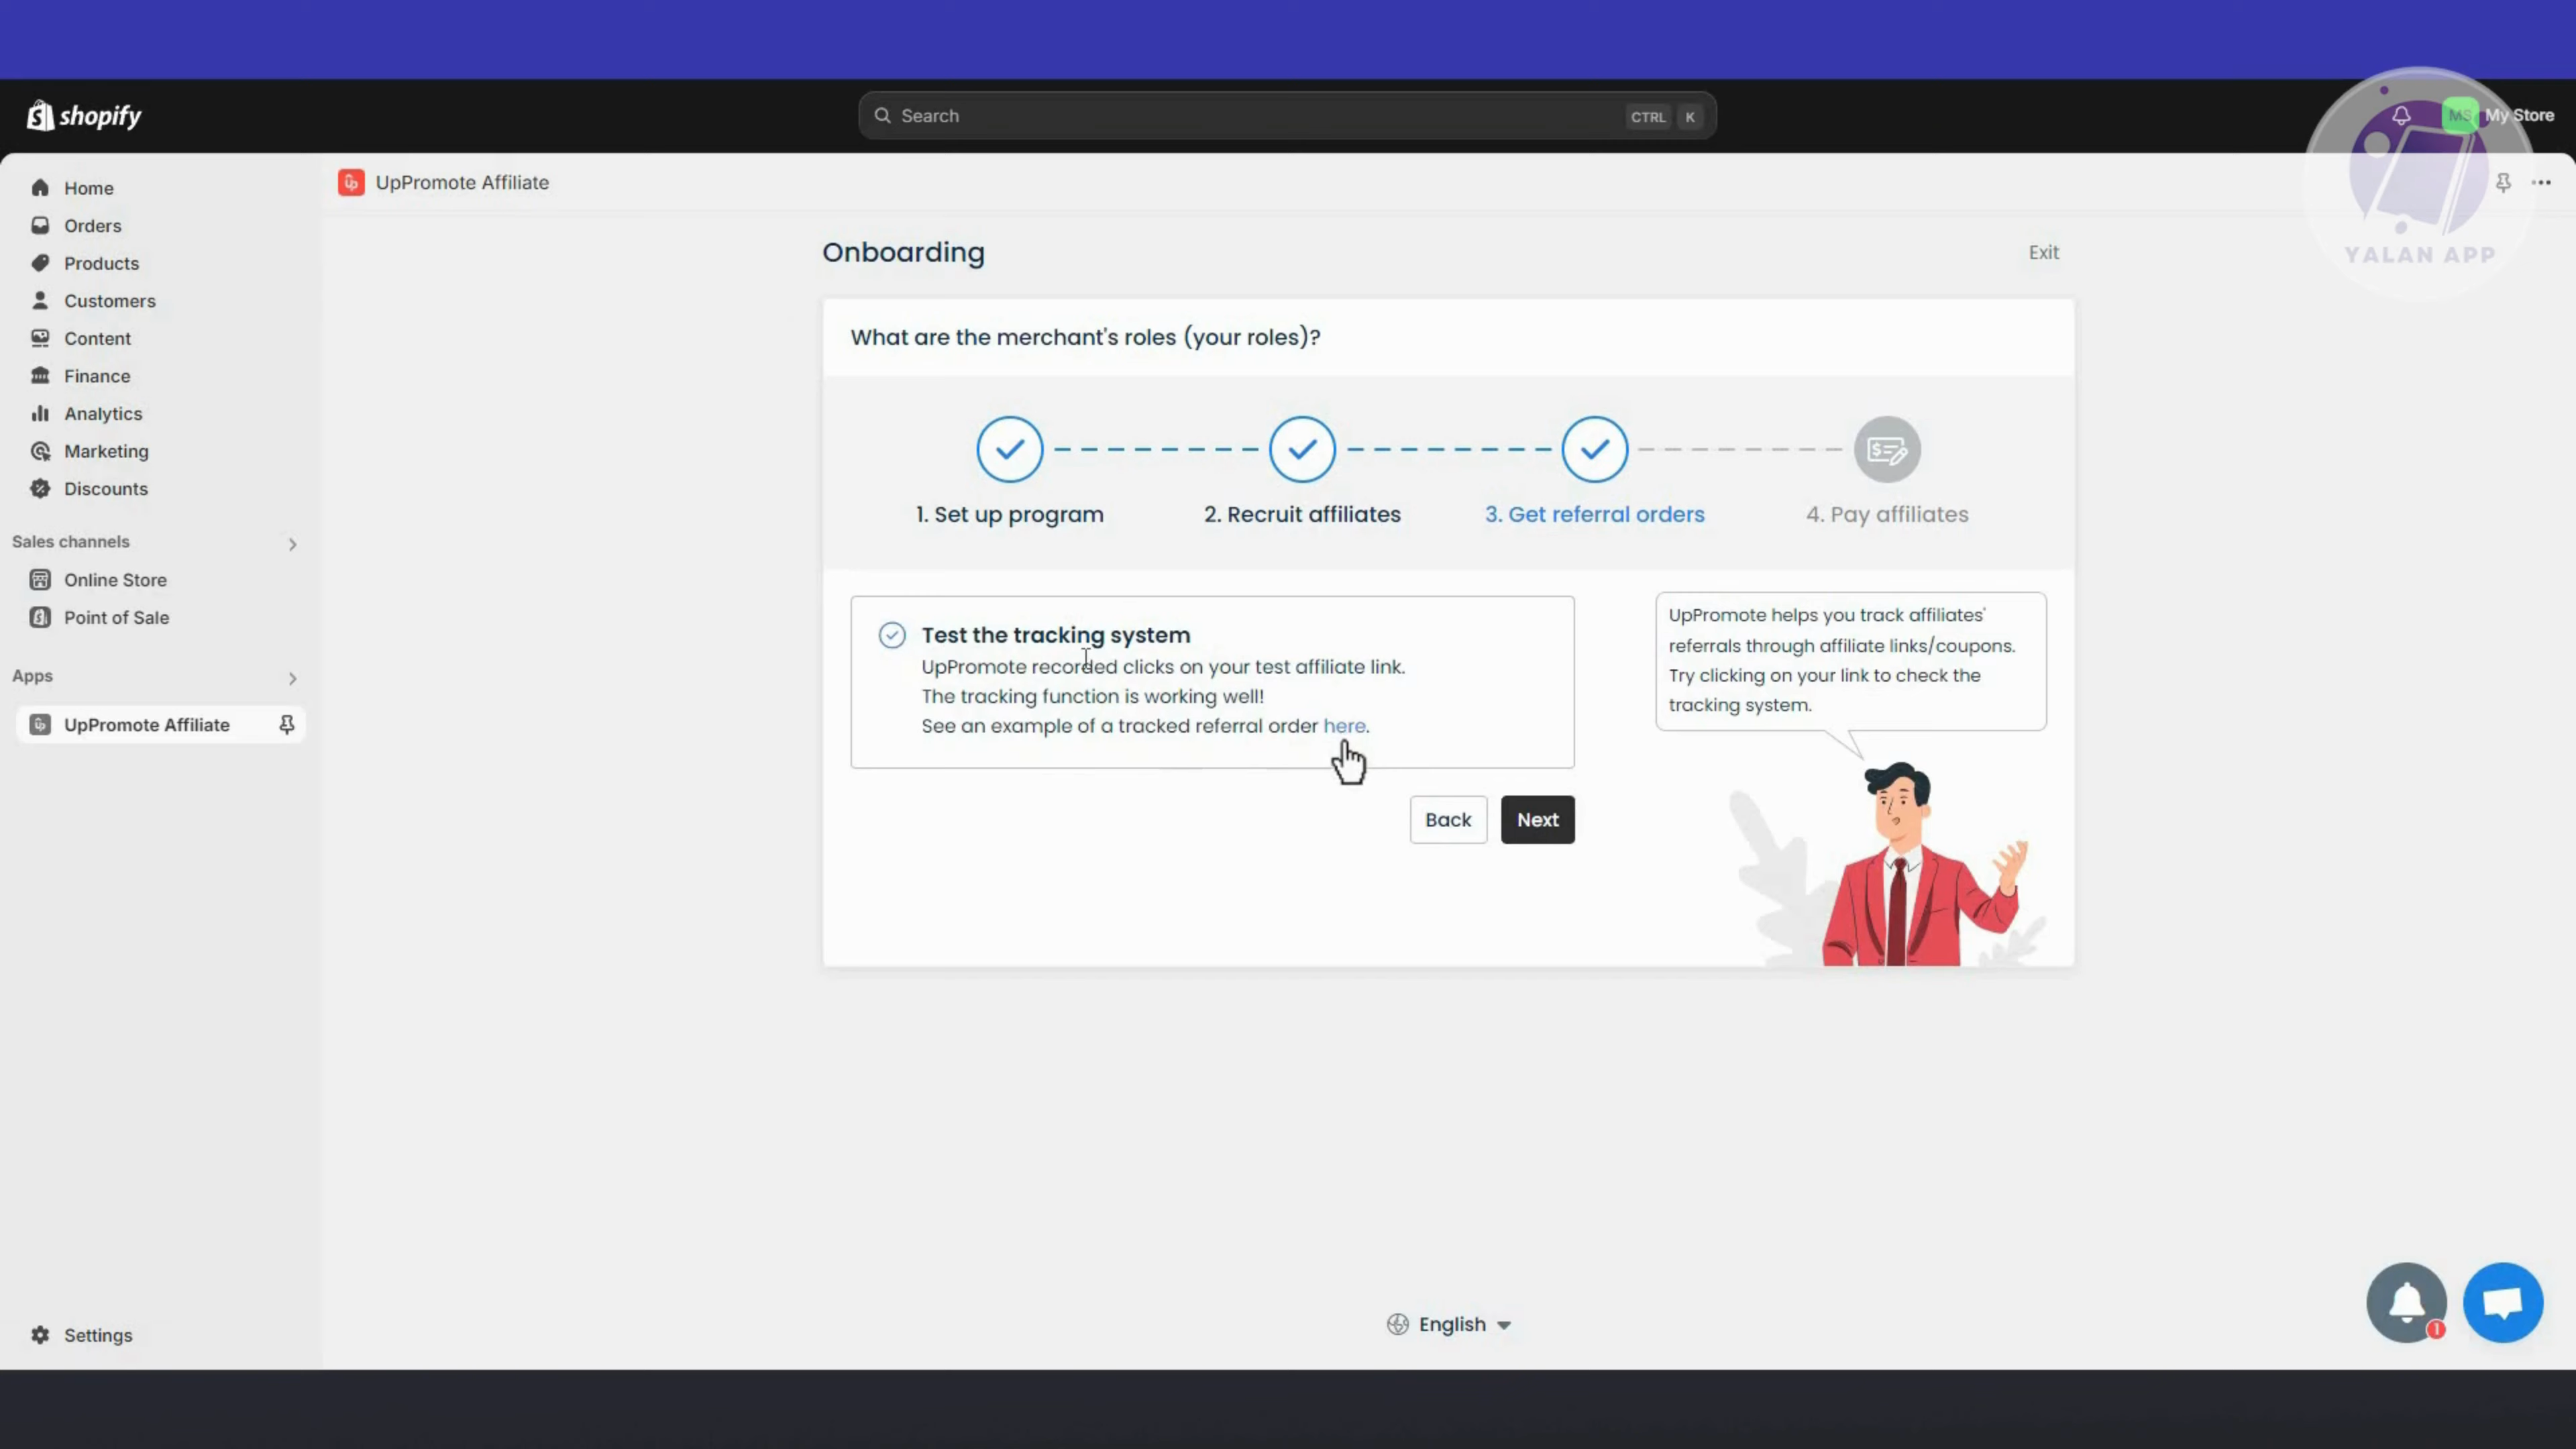 shopify
Search
CTRL K
MS My Store
YALAN APP
Home
Orders
Products
Customers
Content
Finance
Analytics
Marketing
Discounts
Sales channels
Online Store
Point of Sale
Apps
UpPromote Affiliate
Settings
UpPromote Affiliate
Onboarding
Exit
What are the merchant's roles (your roles)?
1. Set up program
2. Recruit affiliates
3. Get referral orders
4. Pay affiliates
Test the tracking system
UpPromote recorded clicks on your test affiliate link.
The tracking function is working well!
See an example of a tracked referral order here.
Back
Next
UpPromote helps you track affiliates'
referrals through affiliate links/coupons.
Try clicking on your link to check the
tracking system.
English
1